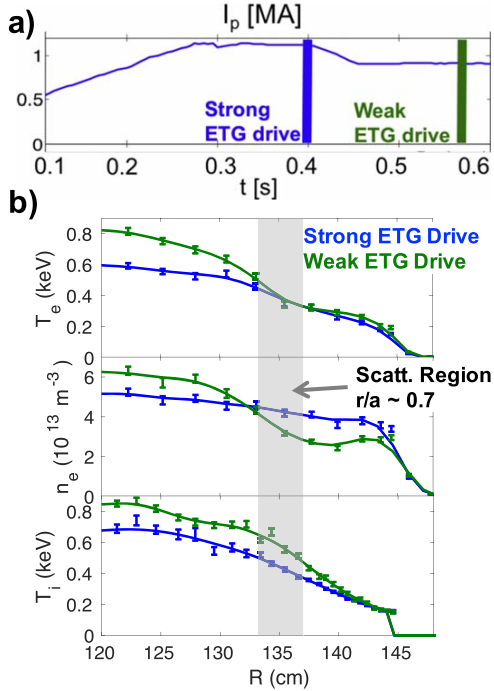 a)
I_p [MA]
1
0.5
0
Strong
ETG drive
Weak
ETG drive
0.1
0.2
0.3
0.4
0.5
0.6
t [s]
b)
Strong ETG Drive
Weak ETG Drive
T_e (keV)
0.8
0.6
0.4
0.2
0
Scatt. Region
r/a ~ 0.7
n_e (10^13 m^-3)
6
4
2
0
T_i (keV)
0.8
0.6
0.4
0.2
0
120
125
130
135
140
145
R (cm)